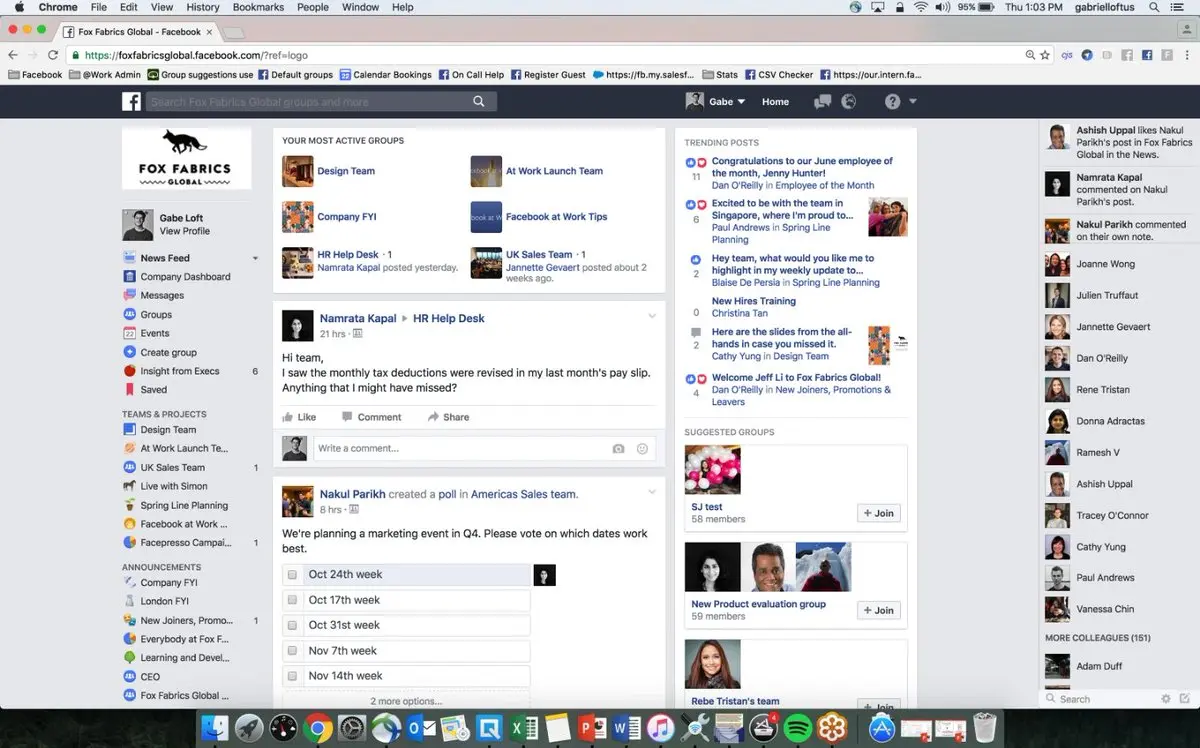 Chrome File Edit View History Bookmarks People Window Help
95% Thu 1:03 PM gabrielloftus
Fox Fabrics Global - Facebook
https://foxfabricsglobal.facebook.com/?ref=logo
Facebook @Work Admin Group suggestions use Default groups Calendar Bookings On Call Help Register Guest https://fb.my.salesf... Stats CSV Checker https://our.intern.fa...
Search Fox Fabrics Global groups and more
Gabe Home
FOX FABRICS
GLOBAL
Gabe Loft
View Profile
News Feed
Company Dashboard
Messages
Groups
Events
Create group
Insight from Execs 6
Saved
TEAMS & PROJECTS
Design Team
At Work Launch Te...
UK Sales Team 1
Live with Simon
Spring Line Planning
Facebook at Work ...
Facepresso Campai... 1
ANNOUNCEMENTS
Company FYI
London FYI
New Joiners, Promo... 1
Everybody at Fox F...
Learning and Devel...
CEO
Fox Fabrics Global ...
YOUR MOST ACTIVE GROUPS
Design Team
At Work Launch Team
Company FYI
Facebook at Work Tips
HR Help Desk · 1
Namrata Kapal posted yesterday.
UK Sales Team · 1
Jannette Gevaert posted about 2
weeks ago.
Namrata Kapal ▸ HR Help Desk
21 hrs ·
Hi team,
I saw the monthly tax deductions were revised in my last month's pay slip.
Anything that I might have missed?
Like Comment Share
Write a comment...
Nakul Parikh created a poll in Americas Sales team.
8 hrs ·
We're planning a marketing event in Q4. Please vote on which dates work
best.
Oct 24th week
Oct 17th week
Oct 31st week
Nov 7th week
Nov 14th week
2 more options...
TRENDING POSTS
Congratulations to our June employee of
the month, Jenny Hunter!
11
Dan O'Reilly in Employee of the Month
Excited to be with the team in
Singapore, where I'm proud to...
6
Paul Andrews in Spring Line
Planning
Hey team, what would you like me to
highlight in my weekly update to...
2
Blaise De Persia in Spring Line Planning
New Hires Training
0
Christina Tan
Here are the slides from the all-
hands in case you missed it.
2
Cathy Yung in Design Team
Welcome Jeff Li to Fox Fabrics Global!
4
Dan O'Reilly in New Joiners, Promotions &
Leavers
SUGGESTED GROUPS
SJ test
58 members
+ Join
New Product evaluation group
59 members
+ Join
Rebe Tristan's team
+ Join
Ashish Uppal likes Nakul
Parikh's post in Fox Fabrics
Global in the News.
Namrata Kapal
commented on Nakul
Parikh's post.
Nakul Parikh commented
on their own note.
Joanne Wong
Julien Truffaut
Jannette Gevaert
Dan O'Reilly
Rene Tristan
Donna Adractas
Ramesh V
Ashish Uppal
Tracey O'Connor
Cathy Yung
Paul Andrews
Vanessa Chin
MORE COLLEAGUES (151)
Adam Duff
Search